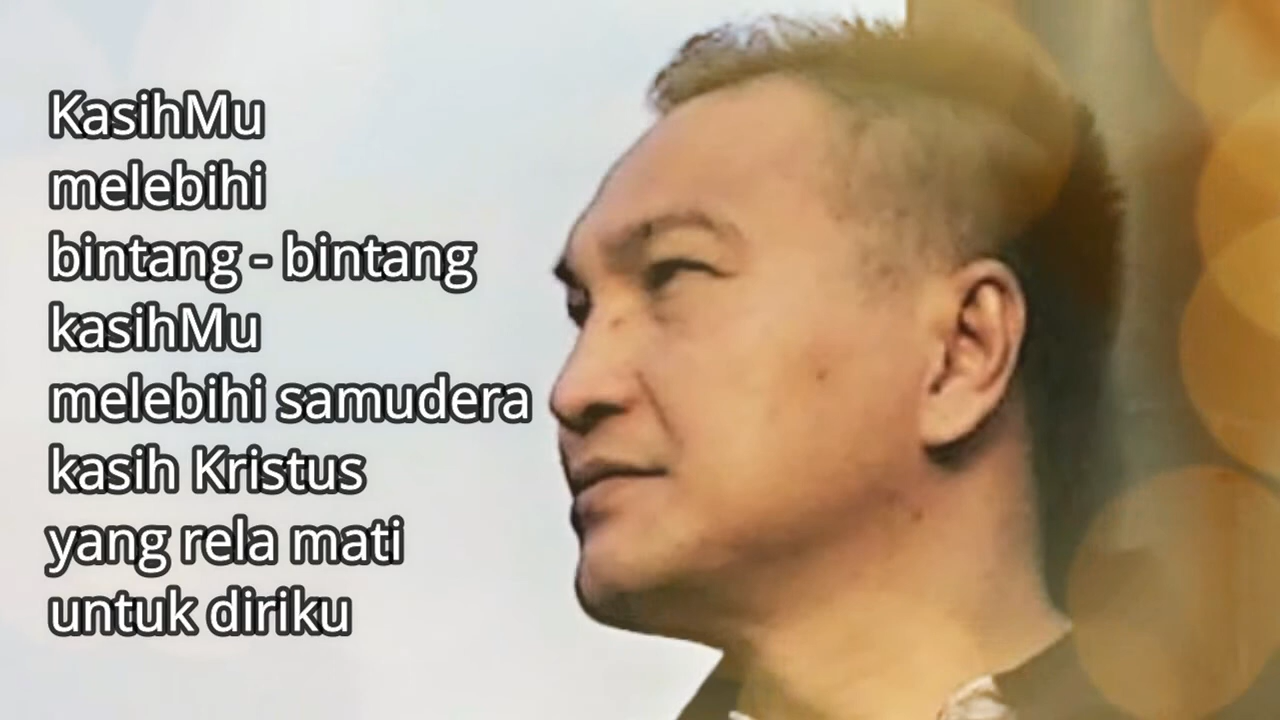 KasihMu
melebihi
bintang - bintang
kasihMu
melebihi samudera
kasih Kristus
yang rela mati
untuk diriku